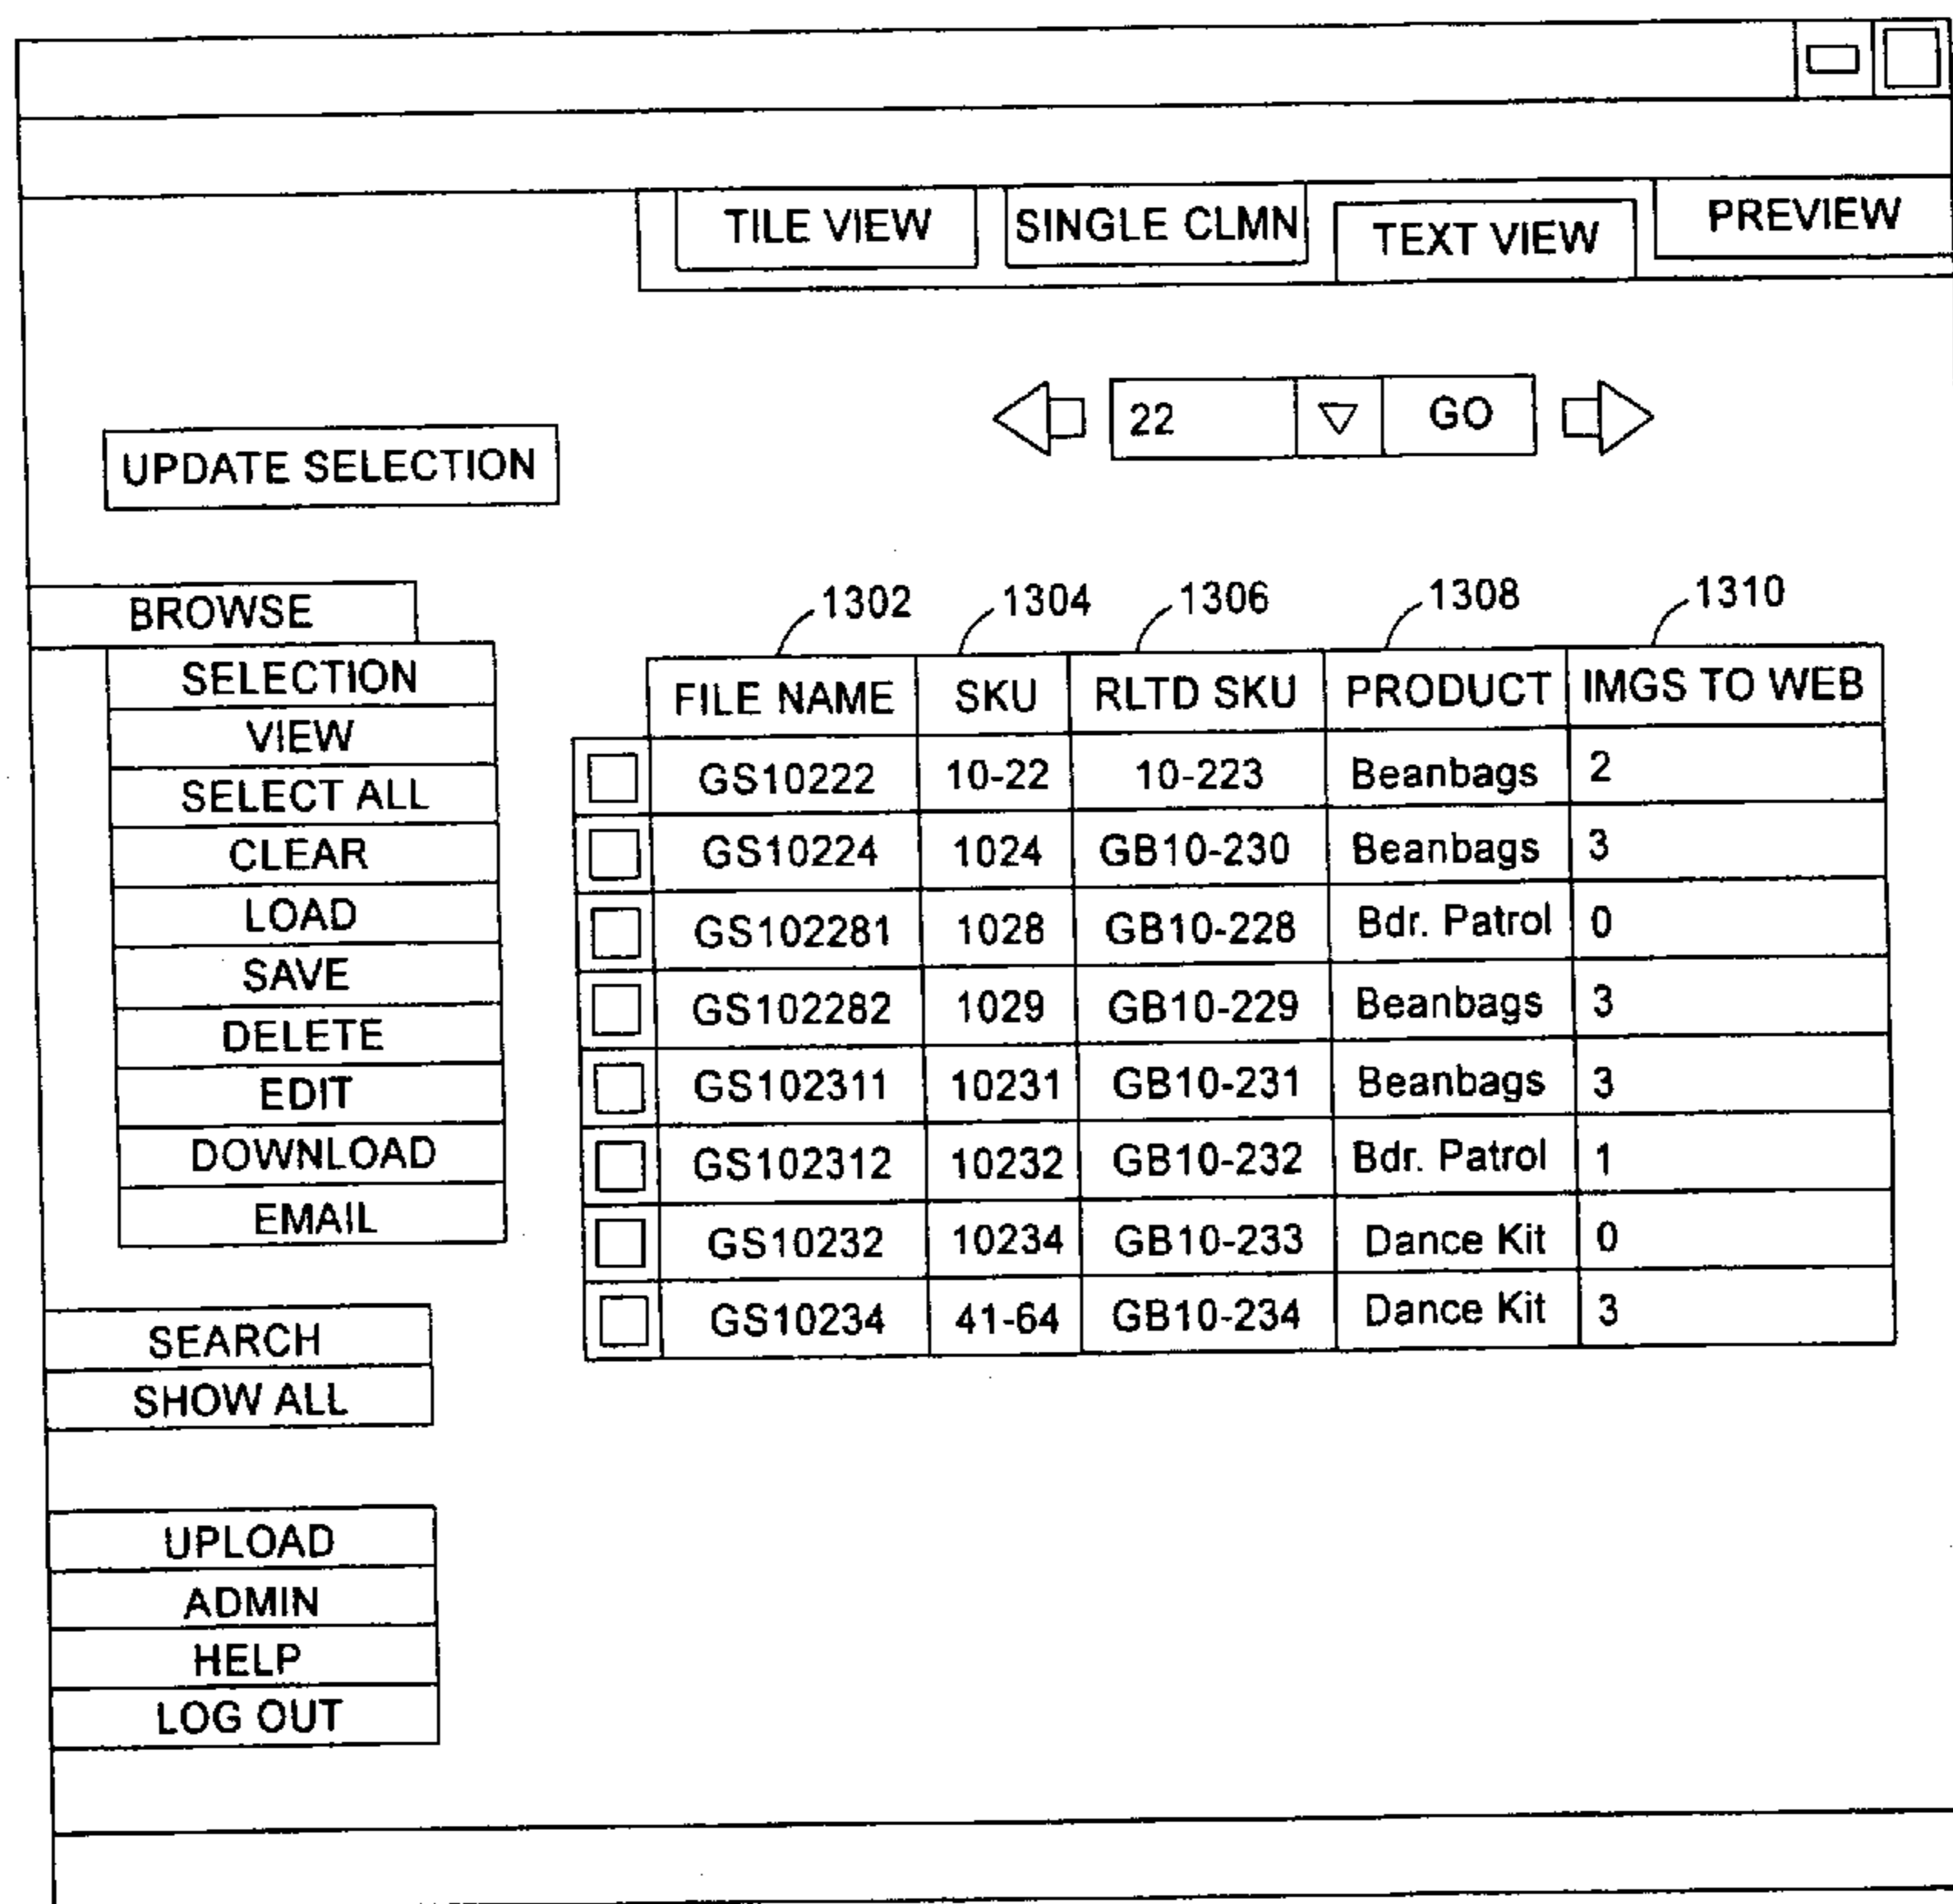 TILE VIEW SINGLE CLMN TEXT VIEW PREVIEW
22 GO
UPDATE SELECTION
BROWSE
SELECTION
VIEW
SELECT ALL
CLEAR
LOAD
SAVE
DELETE
EDIT
DOWNLOAD
EMAIL
SEARCH
SHOW ALL
UPLOAD
ADMIN
HELP
LOG OUT
1302 1304 1306 1308 1310
FILE NAME SKU RLTD SKU PRODUCT IMGS TO WEB
GS10222 10-22 10-223 Beanbags 2
GS10224 1024 GB10-230 Beanbags 3
GS102281 1028 GB10-228 Bdr. Patrol 0
GS102282 1029 GB10-229 Beanbags 3
GS102311 10231 GB10-231 Beanbags 3
GS102312 10232 GB10-232 Bdr. Patrol 1
GS10232 10234 GB10-233 Dance Kit 0
GS10234 41-64 GB10-234 Dance Kit 3